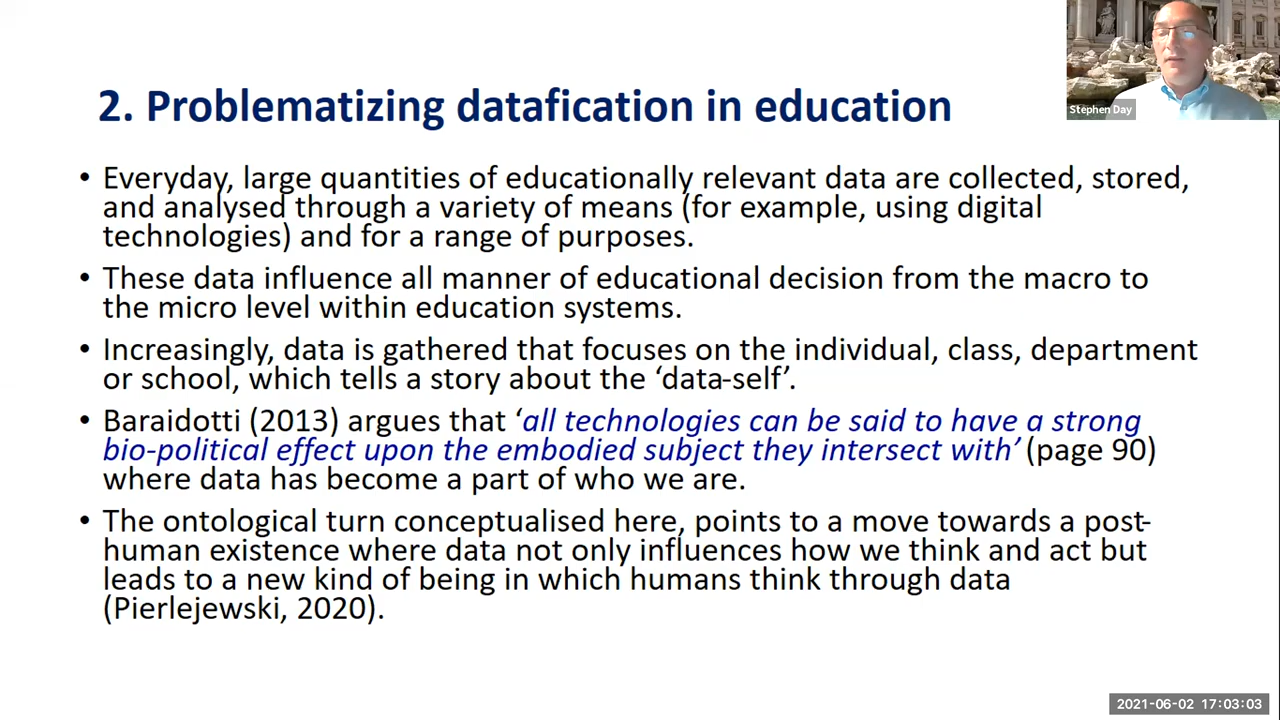 Stephen Day
2. Problematizing datafication in education
• Everyday, large quantities of educationally relevant data are collected, stored,
and analysed through a variety of means (for example, using digital
technologies) and for a range of purposes.
• These data influence all manner of educational decision from the macro to
the micro level within education systems.
• Increasingly, data is gathered that focuses on the individual, class, department
or school, which tells a story about the ‘data-self’.
• Baraidotti (2013) argues that ‘all technologies can be said to have a strong
bio-political effect upon the embodied subject they intersect with’ (page 90)
where data has become a part of who we are.
• The ontological turn conceptualised here, points to a move towards a post-
human existence where data not only influences how we think and act but
leads to a new kind of being in which humans think through data
(Pierlejewski, 2020).
2021-06-02 17:03:03